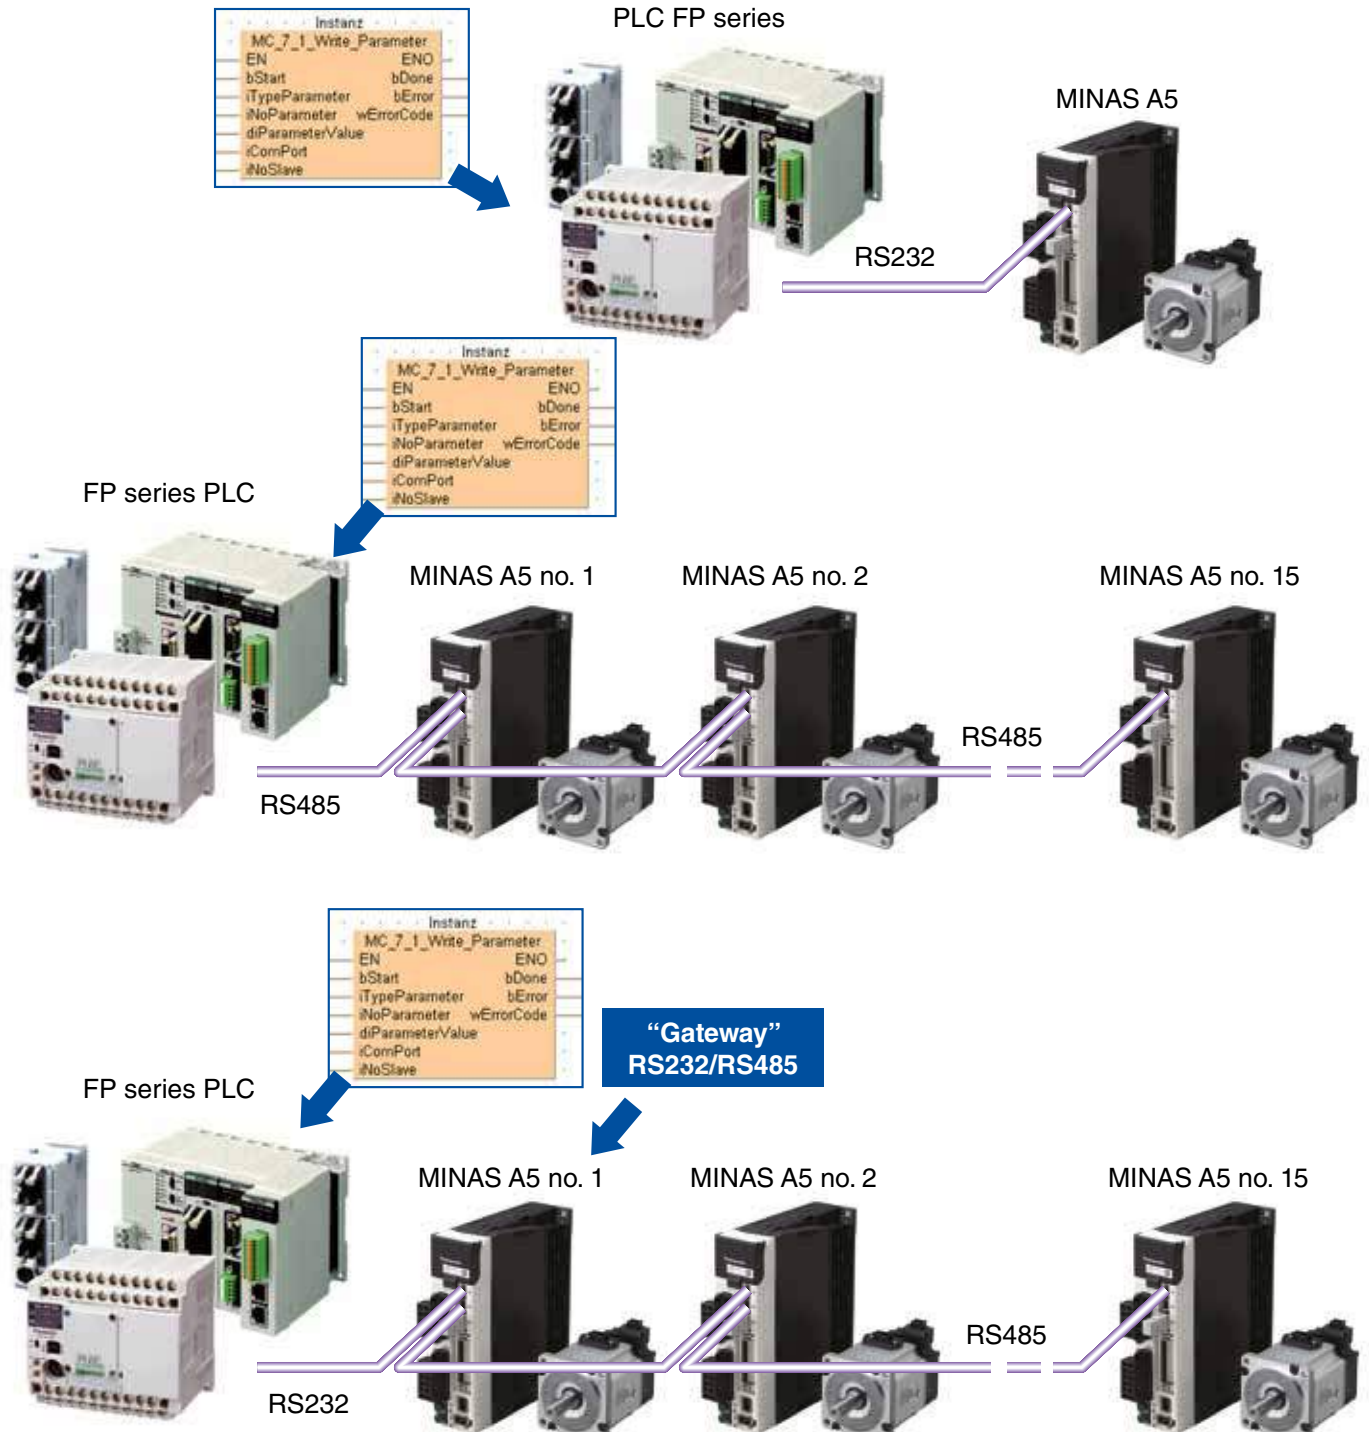 Instanz
MC_7_1_Write_Parameter
EN ENO
bStart bDone
iTypeParameter bError
iNoParameter wErrorCode
diParameterValue
iComPort
iNoSlave
PLC FP series
MINAS A5
RS232
Instanz
MC_7_1_Write_Parameter
EN ENO
bStart bDone
iTypeParameter bError
iNoParameter wErrorCode
diParameterValue
iComPort
iNoSlave
FP series PLC
MINAS A5 no. 1
MINAS A5 no. 2
MINAS A5 no. 15
RS485
RS485
Instanz
MC_7_1_Write_Parameter
EN ENO
bStart bDone
iTypeParameter bError
iNoParameter wErrorCode
diParameterValue
iComPort
iNoSlave
“Gateway”
RS232/RS485
FP series PLC
MINAS A5 no. 1
MINAS A5 no. 2
MINAS A5 no. 15
RS485
RS232